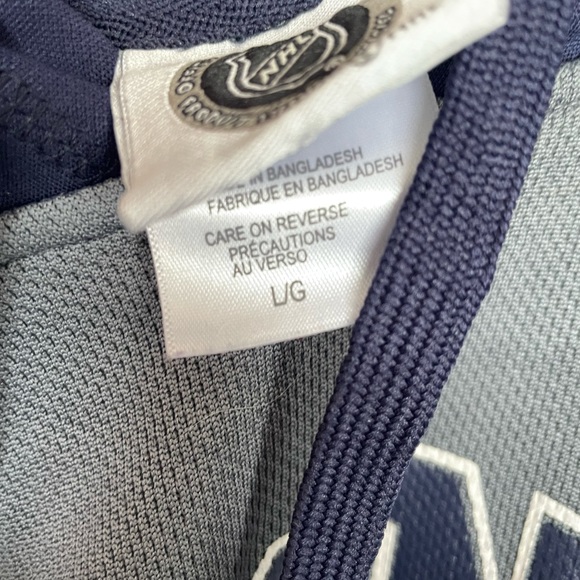 NHL
IN BANGLADESH
FABRIQUE EN BANGLADESH
CARE ON REVERSE
PRÉCAUTIONS
AU VERSO
L/G